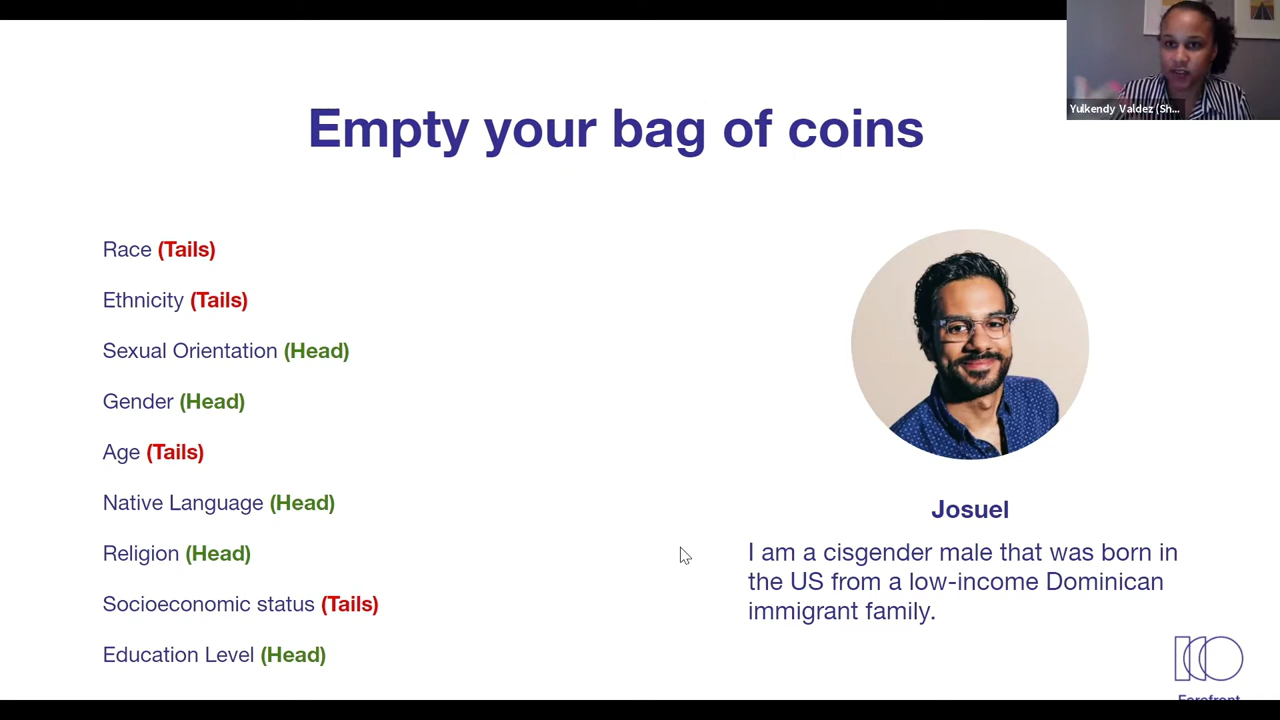 Yulkendy Valdez (Sh...
Empty your bag of coins
Race (Tails)
Ethnicity (Tails)
Sexual Orientation (Head)
Gender (Head)
Age (Tails)
Native Language (Head)
Religion (Head)
Socioeconomic status (Tails)
Education Level (Head)
Josuel
I am a cisgender male that was born in
the US from a low-income Dominican
immigrant family.
Forefront